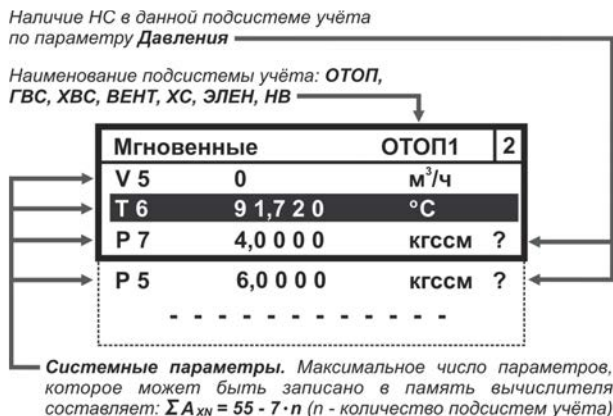 Наличие НС в данной подсистеме учёта
по параметру Давления
Наименование подсистемы учёта: ОТОП,
ГВС, ХВС, ВЕНТ, ХС, ЭЛЕН, НВ
Мгновенные ОТОП1 2
V 5 0 м³/ч
T 6 9 1,7 2 0 °C
P 7 4,0 0 0 0 кгссм ?
P 5 6,0 0 0 0 кгссм ?
- - - - - - - - - - - -
Системные параметры. Максимальное число параметров,
которое может быть записано в память вычислителя
составляет: ΣA_XN = 55 - 7·n (n - количество подсистем учёта)